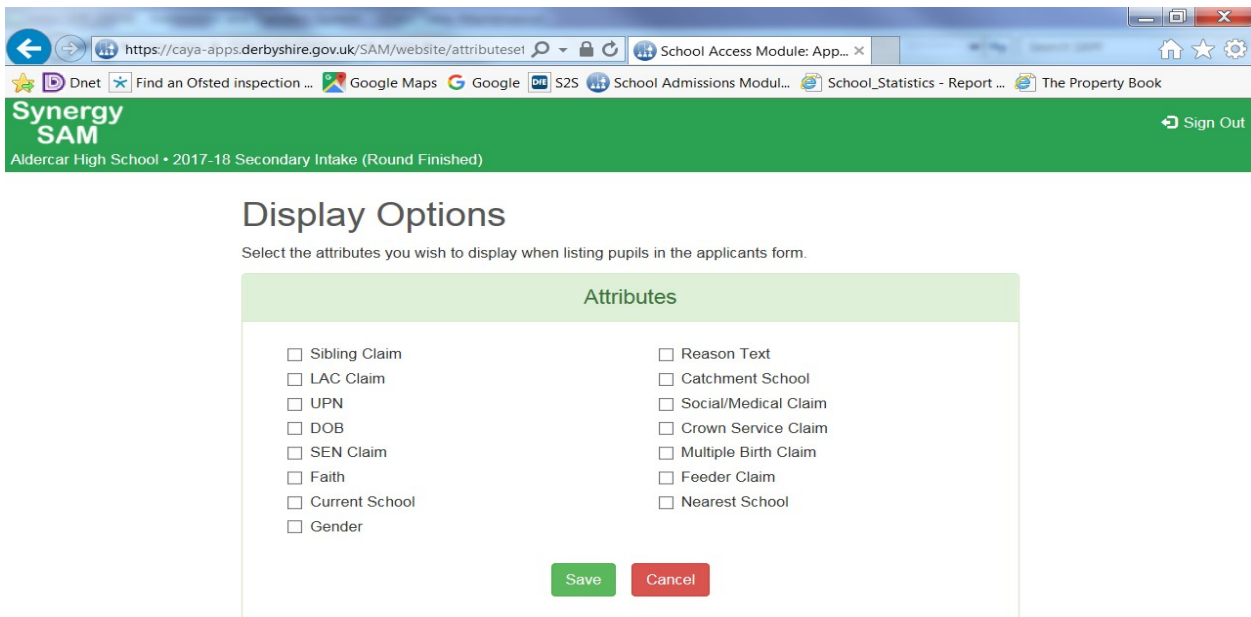 https://caya-apps.derbyshire.gov.uk/SAM/website/attributeset
School Access Module: App... ×
Search SAM
Dnet Find an Ofsted inspection ... Google Maps G Google DfE S2S School Admissions Modul... School_Statistics - Report ... The Property Book
Synergy
SAM
Sign Out
Aldercar High School • 2017-18 Secondary Intake (Round Finished)
Display Options
Select the attributes you wish to display when listing pupils in the applicants form.
Attributes
Sibling Claim
LAC Claim
UPN
DOB
SEN Claim
Faith
Current School
Gender
Reason Text
Catchment School
Social/Medical Claim
Crown Service Claim
Multiple Birth Claim
Feeder Claim
Nearest School
Save Cancel